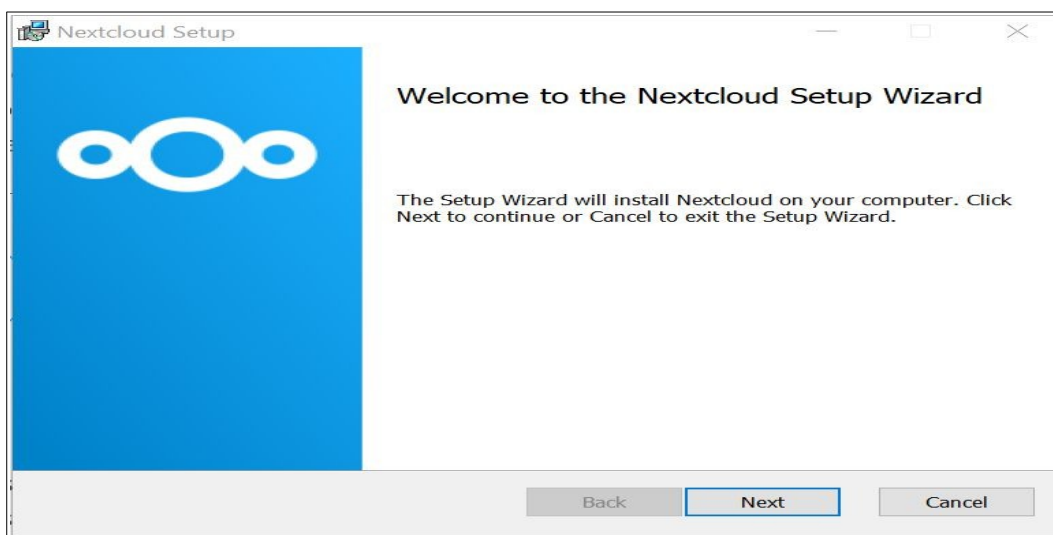 Nextcloud Setup
Welcome to the Nextcloud Setup Wizard
The Setup Wizard will install Nextcloud on your computer. Click
Next to continue or Cancel to exit the Setup Wizard.
Back Next Cancel